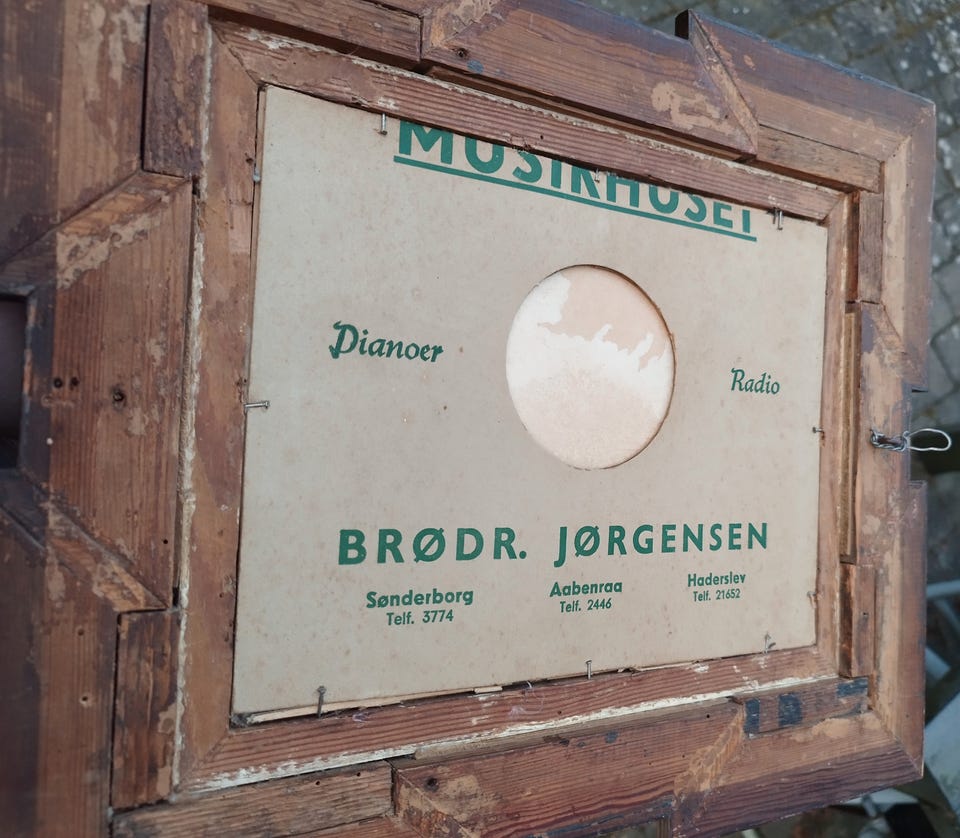 MUSIKHUSET
Pianoer
Radio
BRØDR. JØRGENSEN
Sønderborg Aabenraa Haderslev
Telf. 3774 Telf. 2446 Telf. 21652